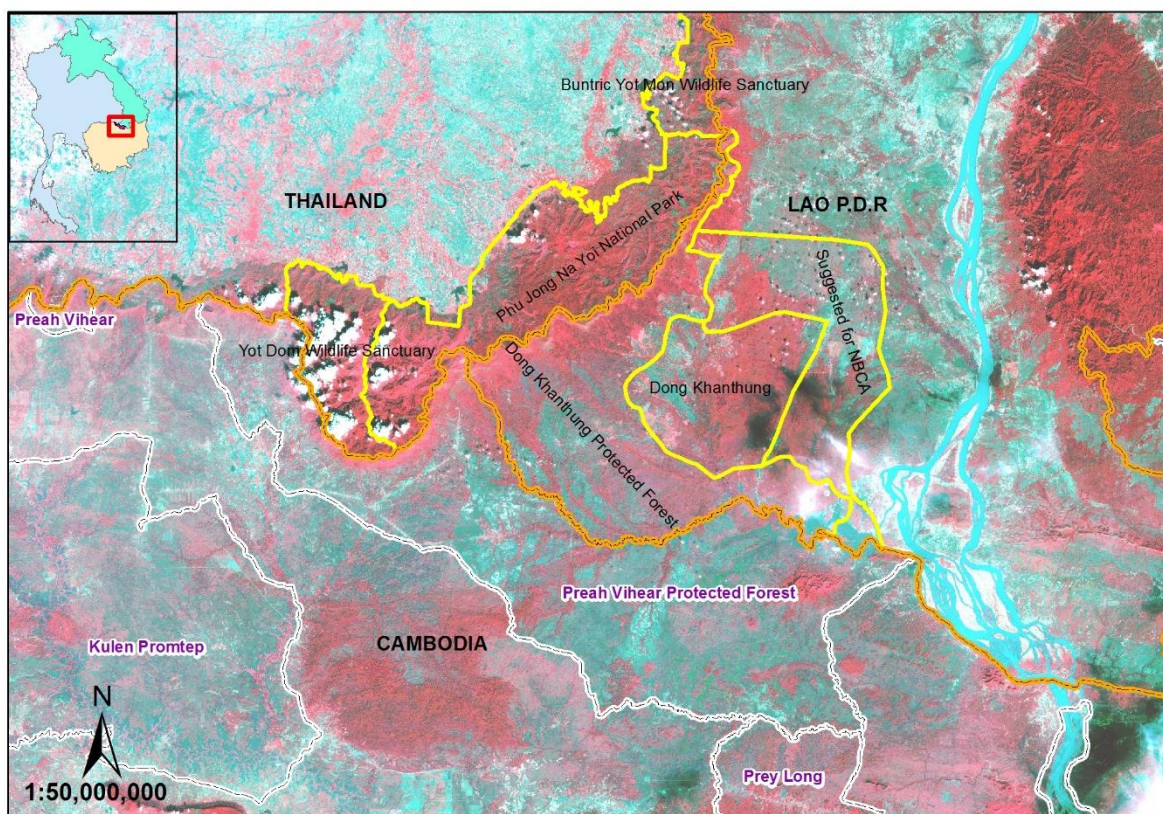 Buntric Yot Mon Wildlife Sanctuary
THAILAND
LAO P.D.R
Phu Jong Na Yoi National Park
Suggested for NBCA
Preah Vihear
Yot Dom Wildlife Sanctuary
Dong Khanthung
Dong Khanthung Protected Forest
Preah Vihear Protected Forest
CAMBODIA
Kulen Promtep
N
Prey Long
1:50,000,000